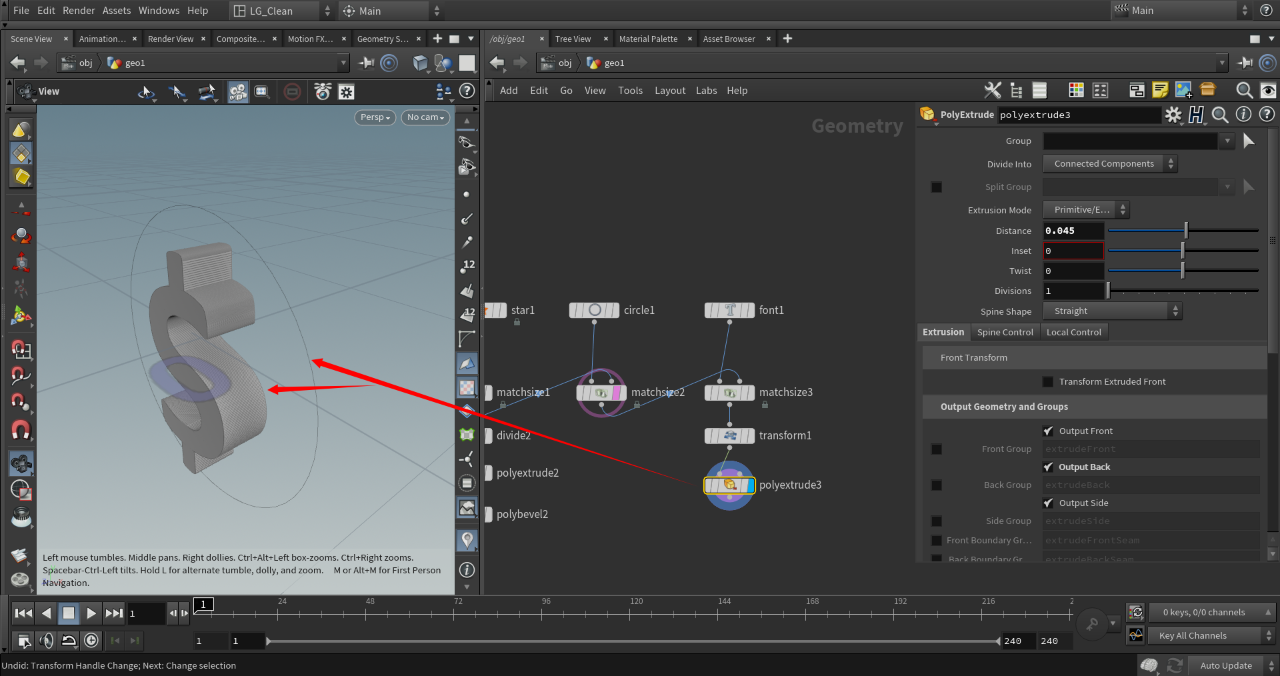 File Edit Render Assets Windows Help LG_Clean Main Main
Scene View Animation... Render View Composite... Motion FX... Geometry S...
/obj/geo1 Tree View Material Palette Asset Browser
obj geo1
obj geo1
View
Add Edit Go View Tools Layout Labs Help
Persp No cam
Geometry
12
12
Left mouse tumbles. Middle pans. Right dollies. Ctrl+Alt+Left box-zooms. Ctrl+Right zooms.
Spacebar-Ctrl-Left tilts. Hold L for alternate tumble, dolly, and zoom. M or Alt+M for First Person
Navigation.
star1 circle1 font1
matchsize1 matchsize2 matchsize3
divide2 transform1
polyextrude2 polyextrude3
polybevel2
PolyExtrude polyextrude3
Group
Divide Into Connected Components
Split Group
Extrusion Mode Primitive/E...
Distance 0.045
Inset 0
Twist 0
Divisions 1
Spine Shape Straight
Extrusion Spine Control Local Control
Front Transform
Transform Extruded Front
Output Geometry and Groups
Output Front
Front Group extrudeFront
Output Back
Back Group extrudeBack
Output Side
Side Group extrudeSide
Front Boundary Gr... extrudeFrontSeam
Back Boundary Gr... extrudeBackSeam
1 1 24 48 72 96 120 144 168 192 216 2
0 keys, 0/0 channels
1 1 240 240 Key All Channels
Undid: Transform Handle Change; Next: Change selection Auto Update